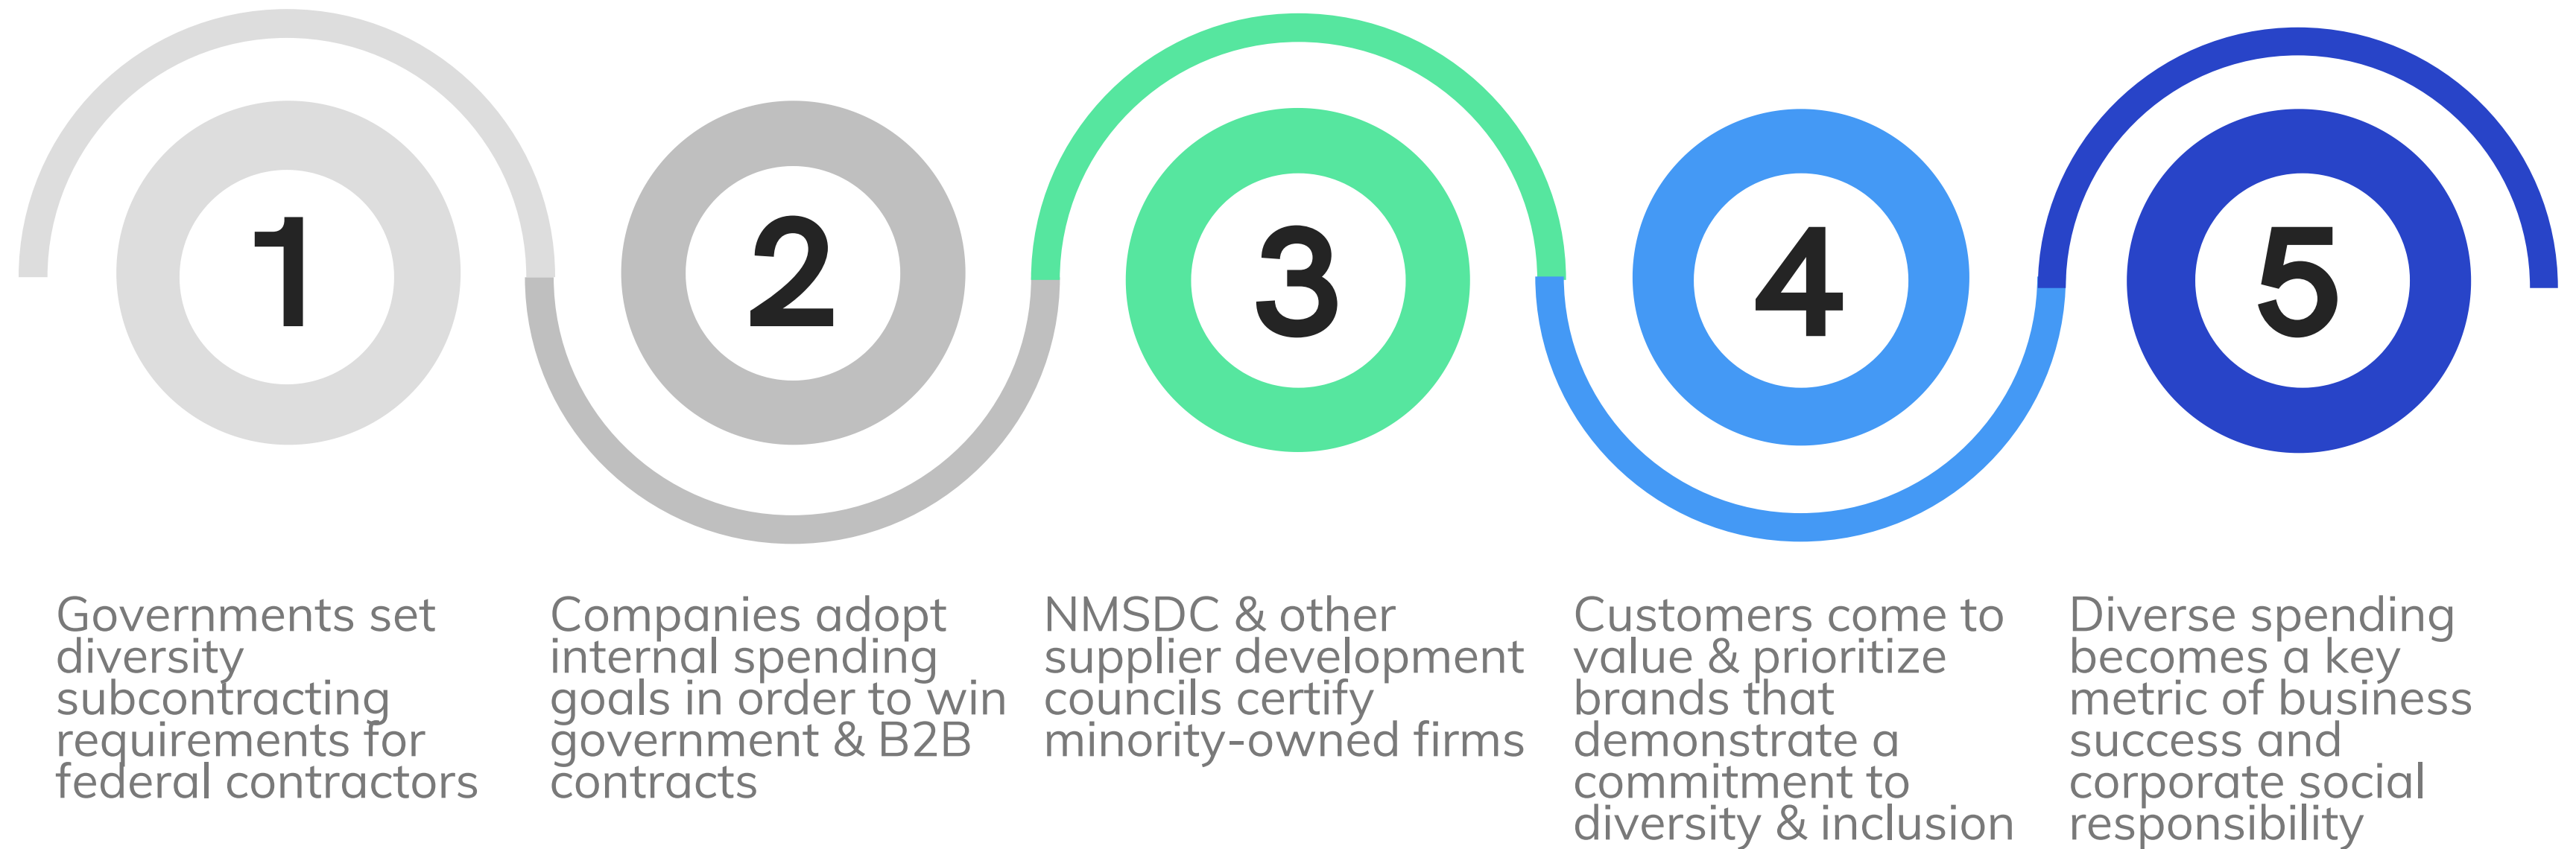 1
Governments set
diversity
subcontracting
requirements for
federal contractors
2
Companies adopt
internal spending
goals in order to win
government & B2B
contracts
3
NMSDC & other
supplier development
councils certify
minority-owned firms
4
Customers come to
value & prioritize
brands that
demonstrate a
commitment to
diversity & inclusion
5
Diverse spending
becomes a key
metric of business
success and
corporate social
responsibility